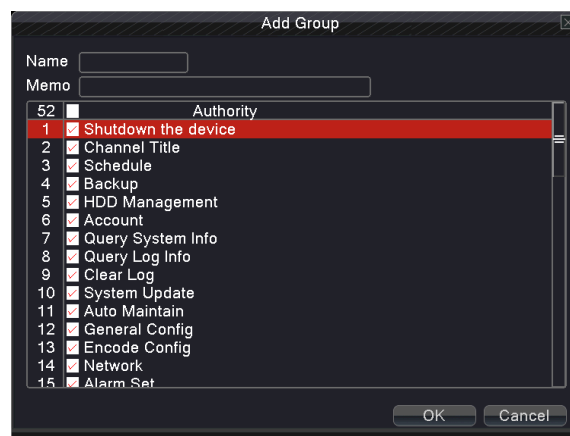 Add Group
Name
Memo
52 Authority
1 Shutdown the device
2 Channel Title
3 Schedule
4 Backup
5 HDD Management
6 Account
7 Query System Info
8 Query Log Info
9 Clear Log
10 System Update
11 Auto Maintain
12 General Config
13 Encode Config
14 Network
15 Alarm Set
OK Cancel